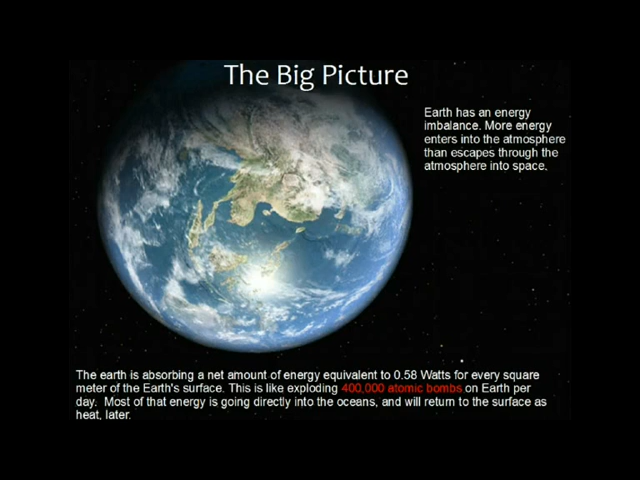 The Big Picture
Earth has an energy
imbalance. More energy
enters into the atmosphere
than escapes through the
atmosphere into space.
The earth is absorbing a net amount of energy equivalent to 0.58 Watts for every square
meter of the Earth's surface. This is like exploding 400,000 atomic bombs on Earth per
day. Most of that energy is going directly into the oceans, and will return to the surface as
heat, later.